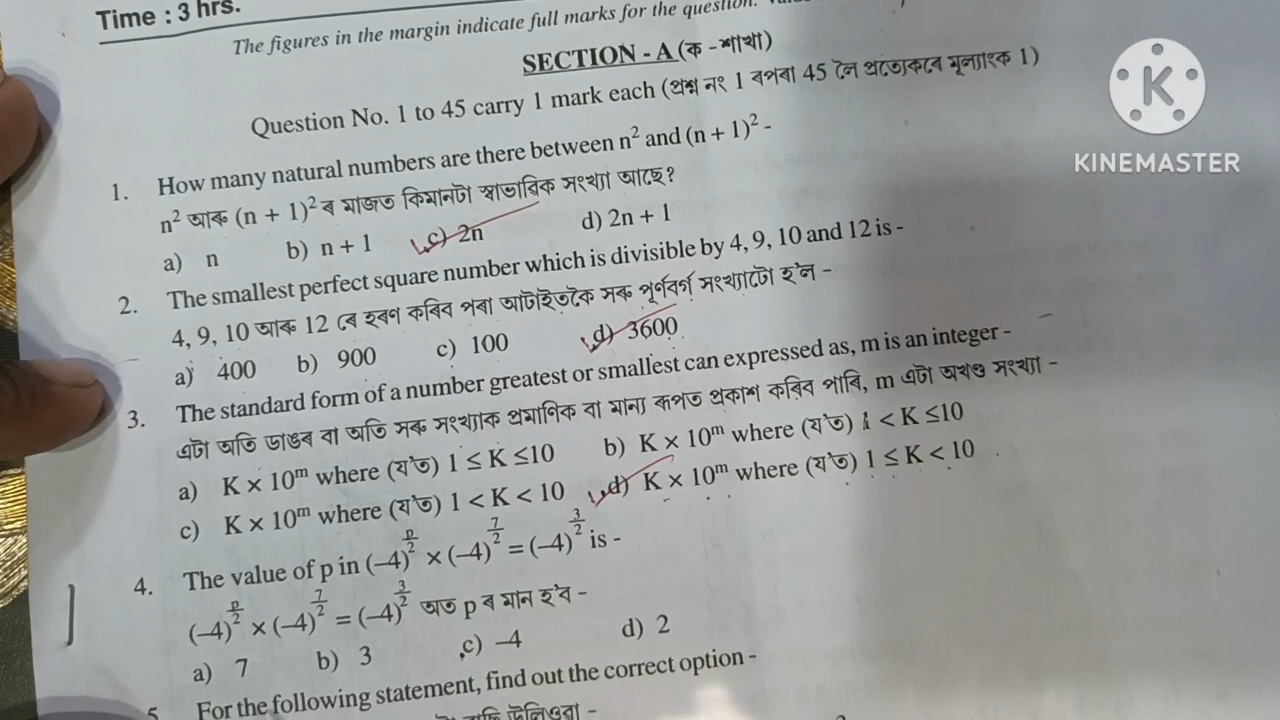 Time : 3 hrs.
The figures in the margin indicate full marks for the question.
SECTION - A (ক -শাখা)
Question No. 1 to 45 carry 1 mark each (প্ৰশ্ন নং 1 ৰপৰা 45 লৈ প্ৰত্যেকৰে মূল্যাংক 1)
KINEMASTER
1. How many natural numbers are there between n² and (n + 1)² -
n² আৰু (n + 1)² ৰ মাজত কিমানটা স্বাভাৱিক সংখ্যা আছে?
a) n b) n + 1 c) 2n d) 2n + 1
2. The smallest perfect square number which is divisible by 4, 9, 10 and 12 is -
4, 9, 10 আৰু 12 ৰে হৰণ কৰিব পৰা আটাইতকৈ সৰু পূৰ্ণবৰ্গ সংখ্যাটো হ'ল -
a) 400 b) 900 c) 100 d) 3600
3. The standard form of a number greatest or smallest can expressed as, m is an integer -
এটা অতি ডাঙৰ বা অতি সৰু সংখ্যাক প্ৰমাণিক বা মান্য ৰূপত প্ৰকাশ কৰিব পাৰি, m এটা অখণ্ড সংখ্যা -
a) K × 10ᵐ where (য'ত) 1 ≤ K ≤10 b) K × 10ᵐ where (য'ত) 1 < K ≤10
c) K × 10ᵐ where (য'ত) 1 < K < 10 d) K × 10ᵐ where (য'ত) 1 ≤ K < 10
4. The value of p in (–4)^(p/2) × (–4)^(7/2) = (–4)^(3/2) is -
(–4)^(p/2) × (–4)^(7/2) = (–4)^(3/2) অত p ৰ মান হ'ব -
a) 7 b) 3 c) –4 d) 2
5 For the following statement, find out the correct option -